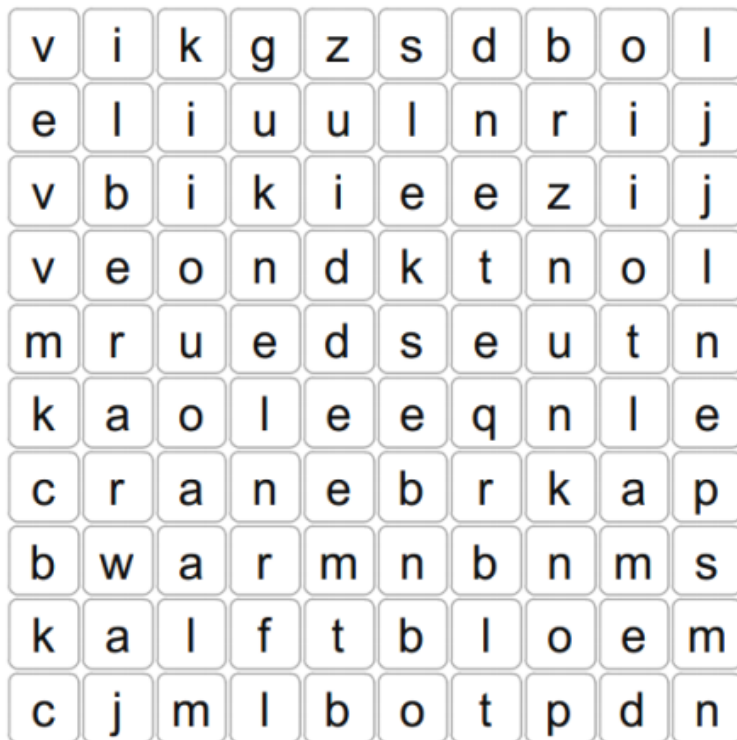 v i k g z s d b o l
e l i u u l n r i j
v b i k i e e z i j
v e o n d k t n o l
m r u e d s e u t n
k a o l e e q n l e
c r a n e b r k a p
b w a r m n b n m s
k a l f t b l o e m
c j m l b o t p d n